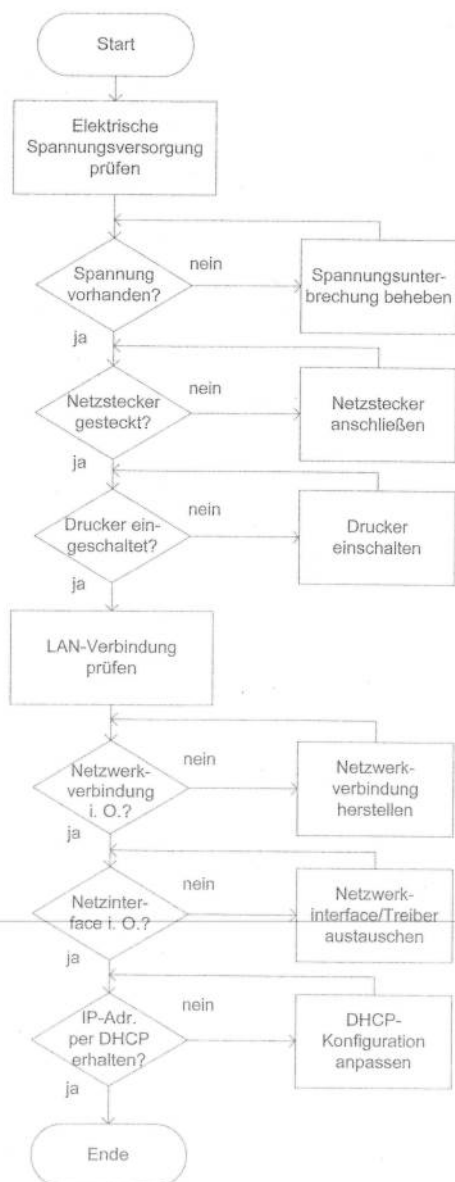 Start
Elektrische
Spannungsversorgung
prüfen
Spannung
vorhanden?
nein
Spannungsunter-
brechung beheben
ja
Netzstecker
gesteckt?
nein
Netzstecker
anschließen
ja
Drucker ein-
geschaltet?
nein
Drucker
einschalten
ja
LAN-Verbindung
prüfen
Netzwerk-
verbindung
i. O.?
nein
Netzwerk-
verbindung
herstellen
ja
Netzinter-
face i. O.?
nein
Netzwerk-
interface/Treiber
austauschen
ja
IP-Adr.
per DHCP
erhalten?
nein
DHCP-
Konfiguration
anpassen
ja
Ende